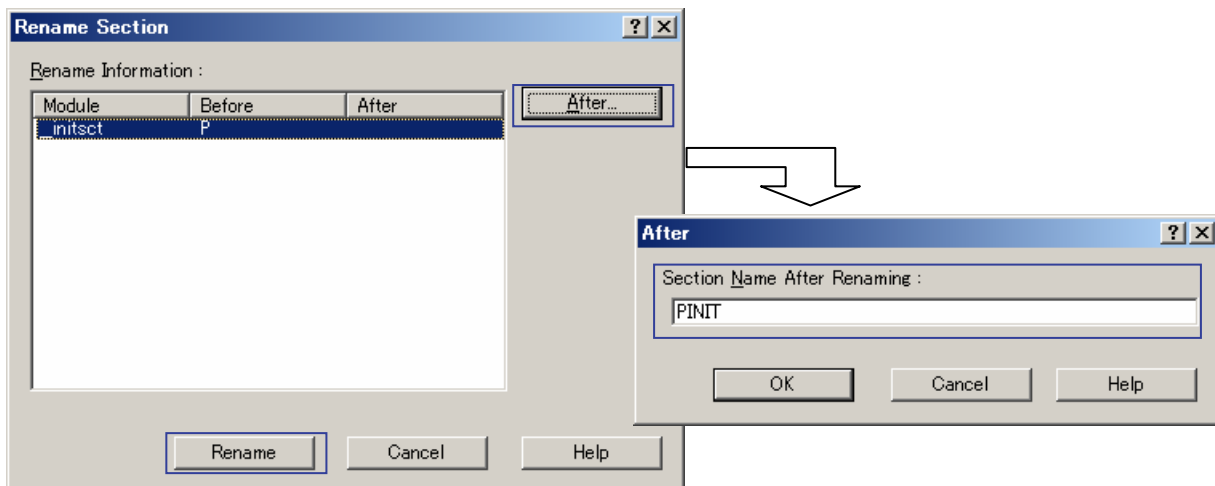 Rename Section
Rename Information :
Module Before After
_initsct P
After...
Rename Cancel Help
After
Section Name After Renaming :
PINIT
OK Cancel Help